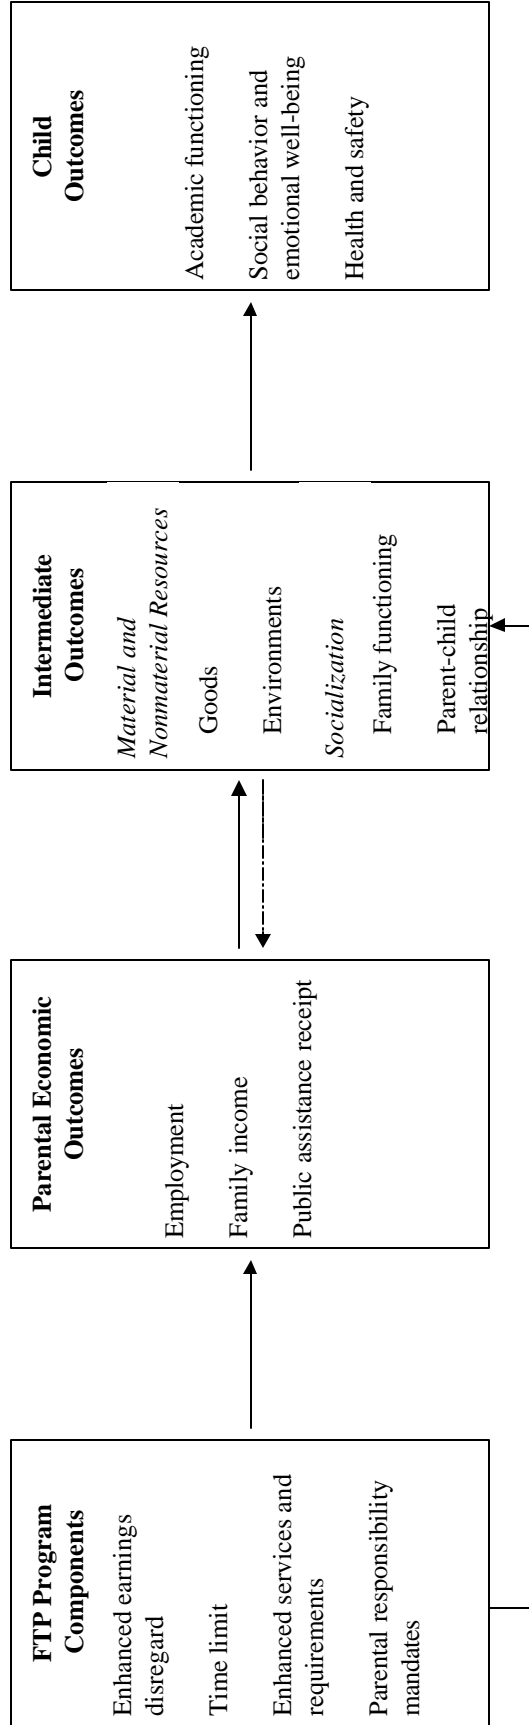 FTP Program
Components
Enhanced earnings
disregard
Time limit
Enhanced services and
requirements
Parental responsibility
mandates
Parental Economic
Outcomes
Employment
Family income
Public assistance receipt
Intermediate
Outcomes
Material and
Nonmaterial Resources
Goods
Environments
Socialization
Family functioning
Parent-child
relationship
Child
Outcomes
Academic functioning
Social behavior and
emotional well-being
Health and safety